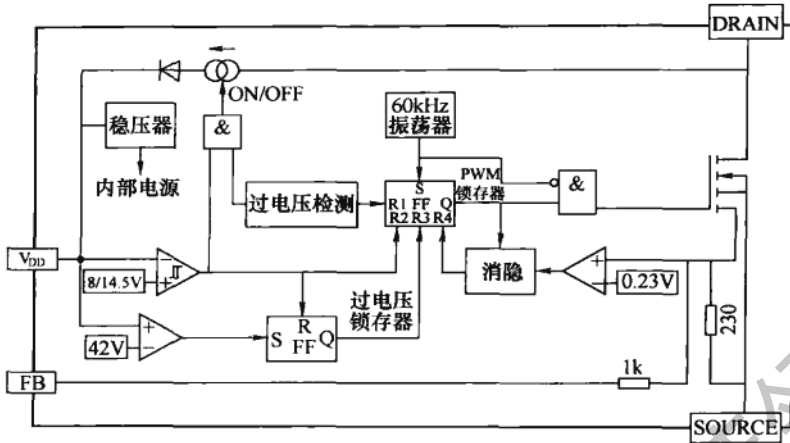 DRAIN
ON/OFF
60kHz
振荡器
稳压器
&
内部电源
过电压检测
S
R1 FF Q
R2 R3 R4
PWM
锁存器
&
VDD
8/14.5V
-
+
消隐
+
-
0.23V
过电压
锁存器
42V
+
-
R
S FF Q
230
FB
1k
SOURCE